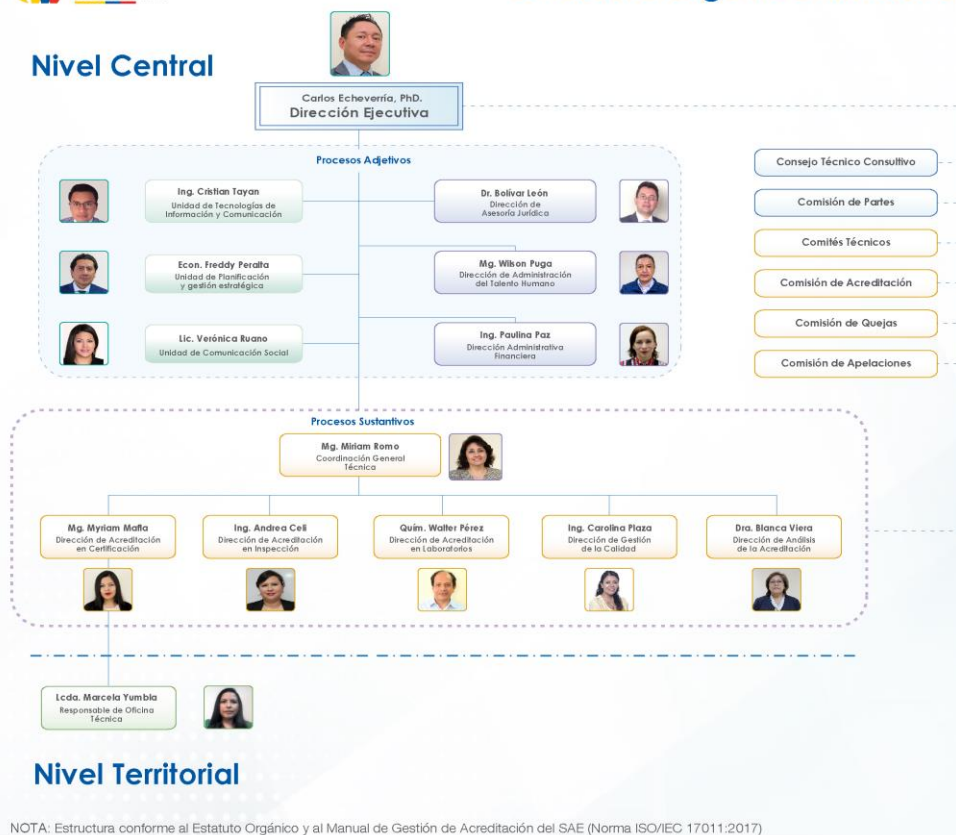 Nivel Central
Carlos Echeverría, PhD.
Dirección Ejecutiva
Procesos Adjetivos
Ing. Cristian Tayan
Unidad de Tecnologías de
Información y Comunicación
Dr. Bolívar León
Dirección de
Asesoría Jurídica
Econ. Freddy Peralta
Unidad de Planificación
y gestión estratégica
Mg. Wilson Puga
Dirección de Administración
del Talento Humano
Lic. Verónica Ruano
Unidad de Comunicación Social
Ing. Paulina Paz
Dirección Administrativa
Financiera
Consejo Técnico Consultivo
Comisión de Partes
Comités Técnicos
Comisión de Acreditación
Comisión de Quejas
Comisión de Apelaciones
Procesos Sustantivos
Mg. Miriam Romo
Coordinación General
Técnica
Mg. Myriam Mafla
Dirección de Acreditación
en Certificación
Ing. Andrea Celi
Dirección de Acreditación
en Inspección
Quím. Walter Pérez
Dirección de Acreditación
en Laboratorios
Ing. Carolina Plaza
Dirección de Gestión
de la Calidad
Dra. Blanca Viera
Dirección de Análisis
de la Acreditación
Lcda. Marcela Yumbla
Responsable de Oficina
Técnica
Nivel Territorial
NOTA: Estructura conforme al Estatuto Orgánico y al Manual de Gestión de Acreditación del SAE (Norma ISO/IEC 17011:2017)